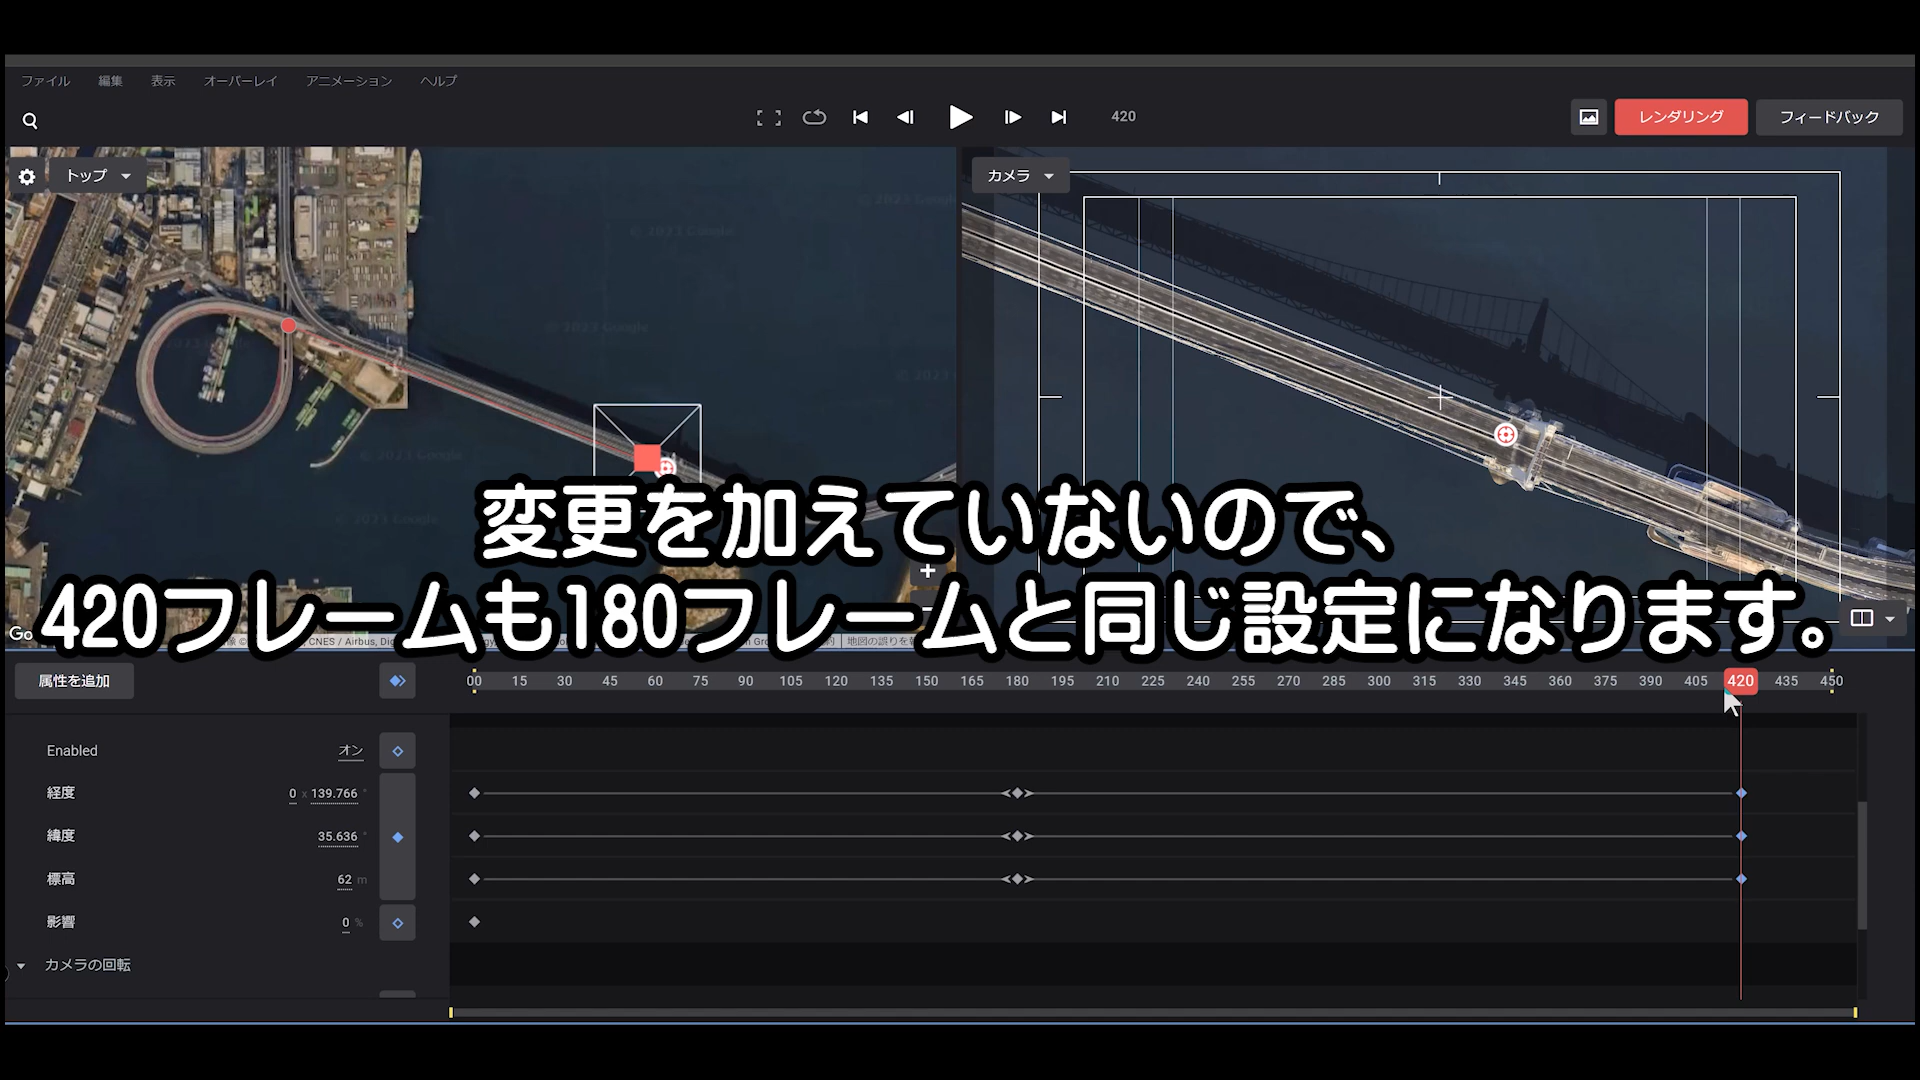 ファイル 編集 表示 オーバーレイ アニメーション ヘルプ
420
レンダリング
フィードバック
トップ
カメラ
© 2023 Google
変更を加えていないので、
420フレームも180フレームと同じ設定になります。
Go
CNES / Airbus,
属性を追加
00 15 30 45 60 75 90 105 120 135 150 165 180 195 210 225 240 255 270 285 300 315 330 345 360 375 390 405 420 435 450
Enabled オン
経度 0 x 139.766 °
緯度 35.636 °
標高 62 m
影響 0 %
カメラの回転